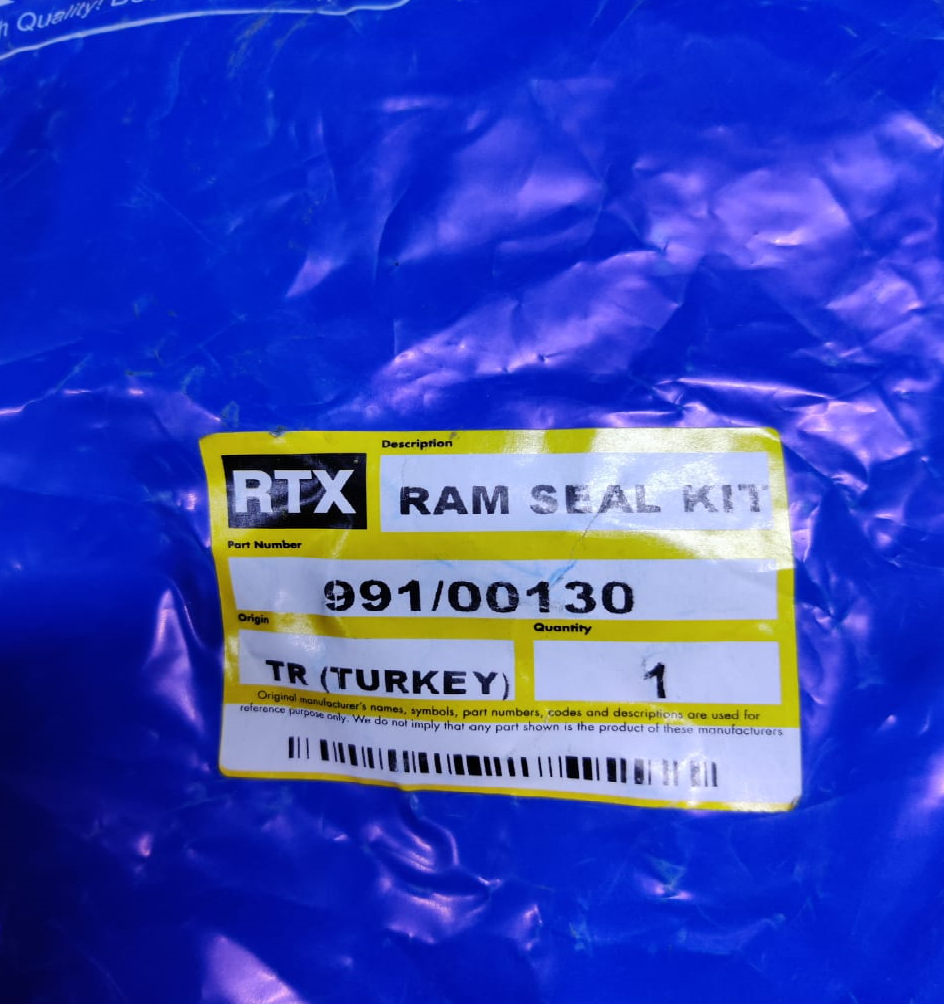 Quality!
Description
RTX
RAM SEAL KIT
Part Number
991/00130
Origin
Quantity
TR (TURKEY)
1
Original manufacturer's names, symbols, part numbers, codes and descriptions are used for
reference purpose only. We do not imply that any part shown is the product of these manufacturers